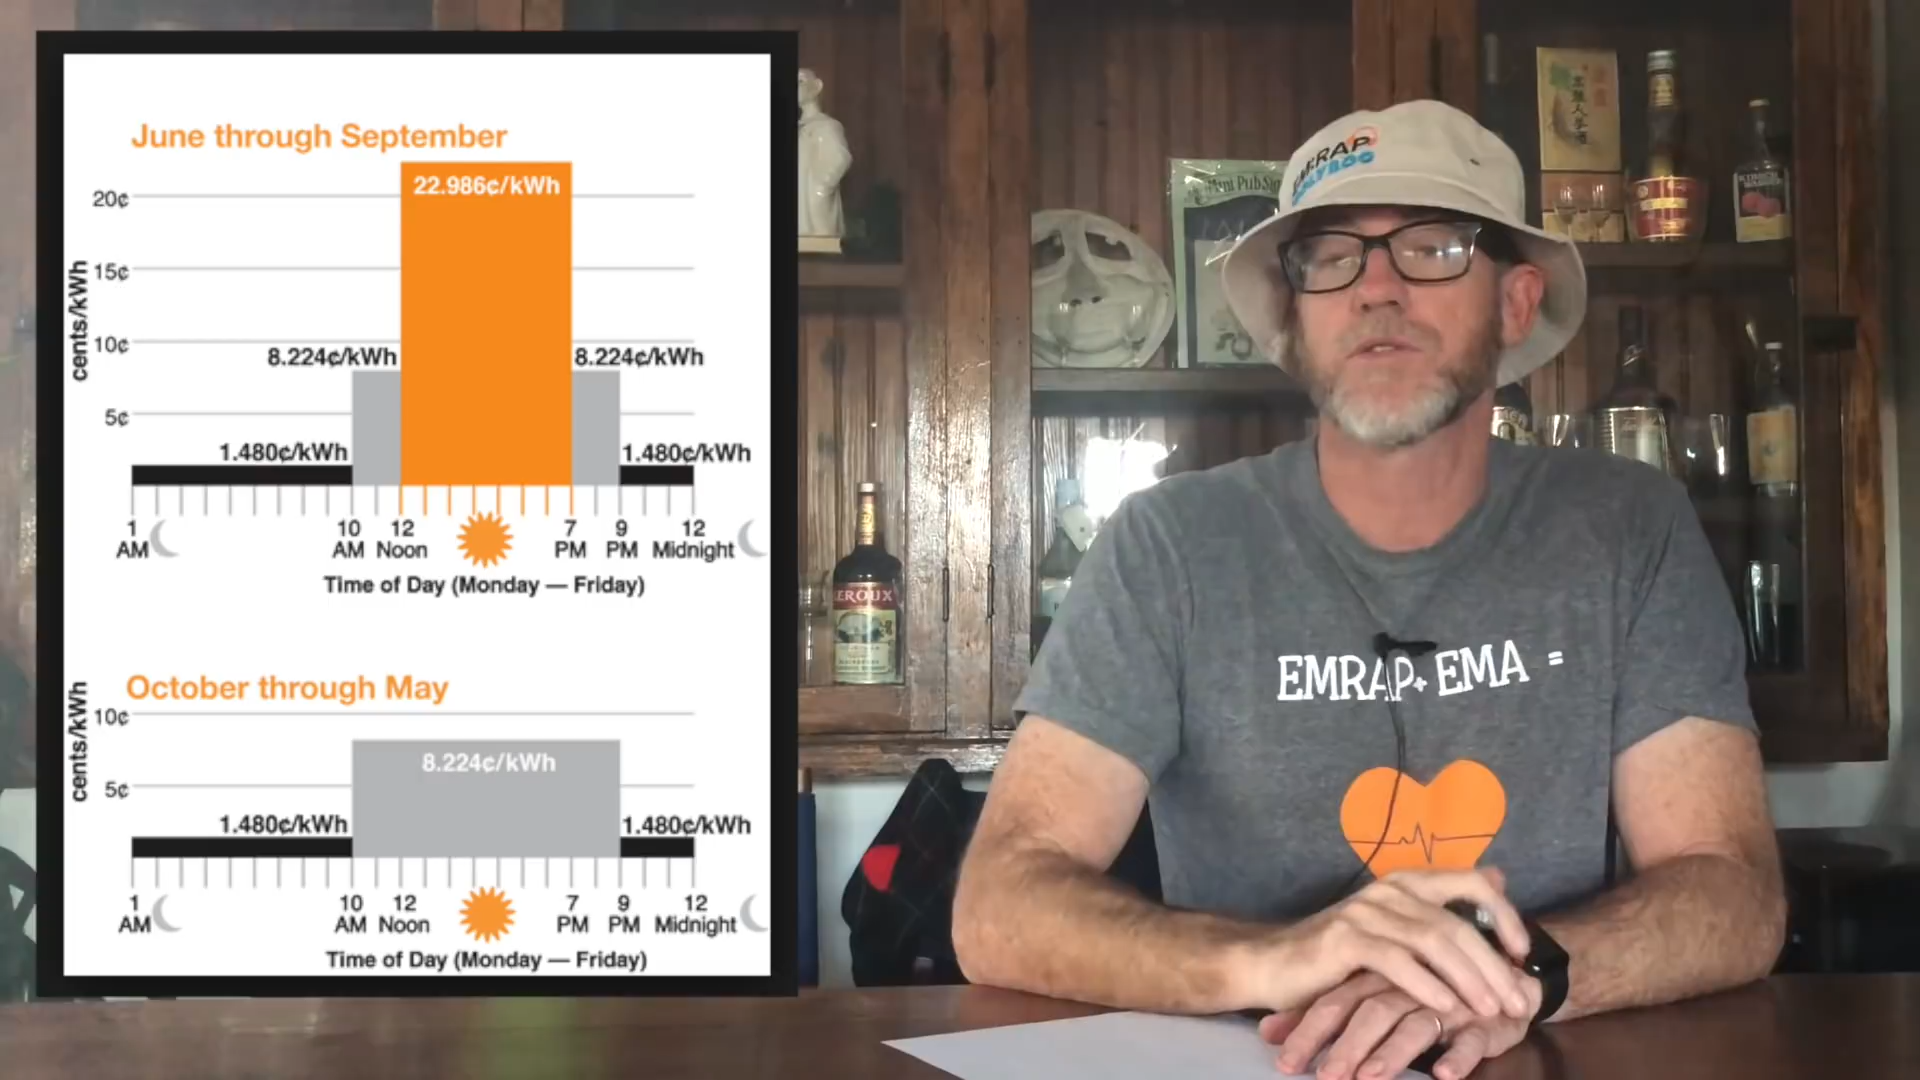 June through September
22.986¢/kWh
20¢
15¢
10¢
5¢
cents/kWh
8.224¢/kWh
8.224¢/kWh
1.480¢/kWh
1.480¢/kWh
1 AM
10 AM
12 Noon
7 PM
9 PM
12 Midnight
Time of Day (Monday — Friday)
October through May
10¢
5¢
cents/kWh
8.224¢/kWh
1.480¢/kWh
1.480¢/kWh
1 AM
10 AM
12 Noon
7 PM
9 PM
12 Midnight
Time of Day (Monday — Friday)
EMRAP
EMRAP+ EMA =